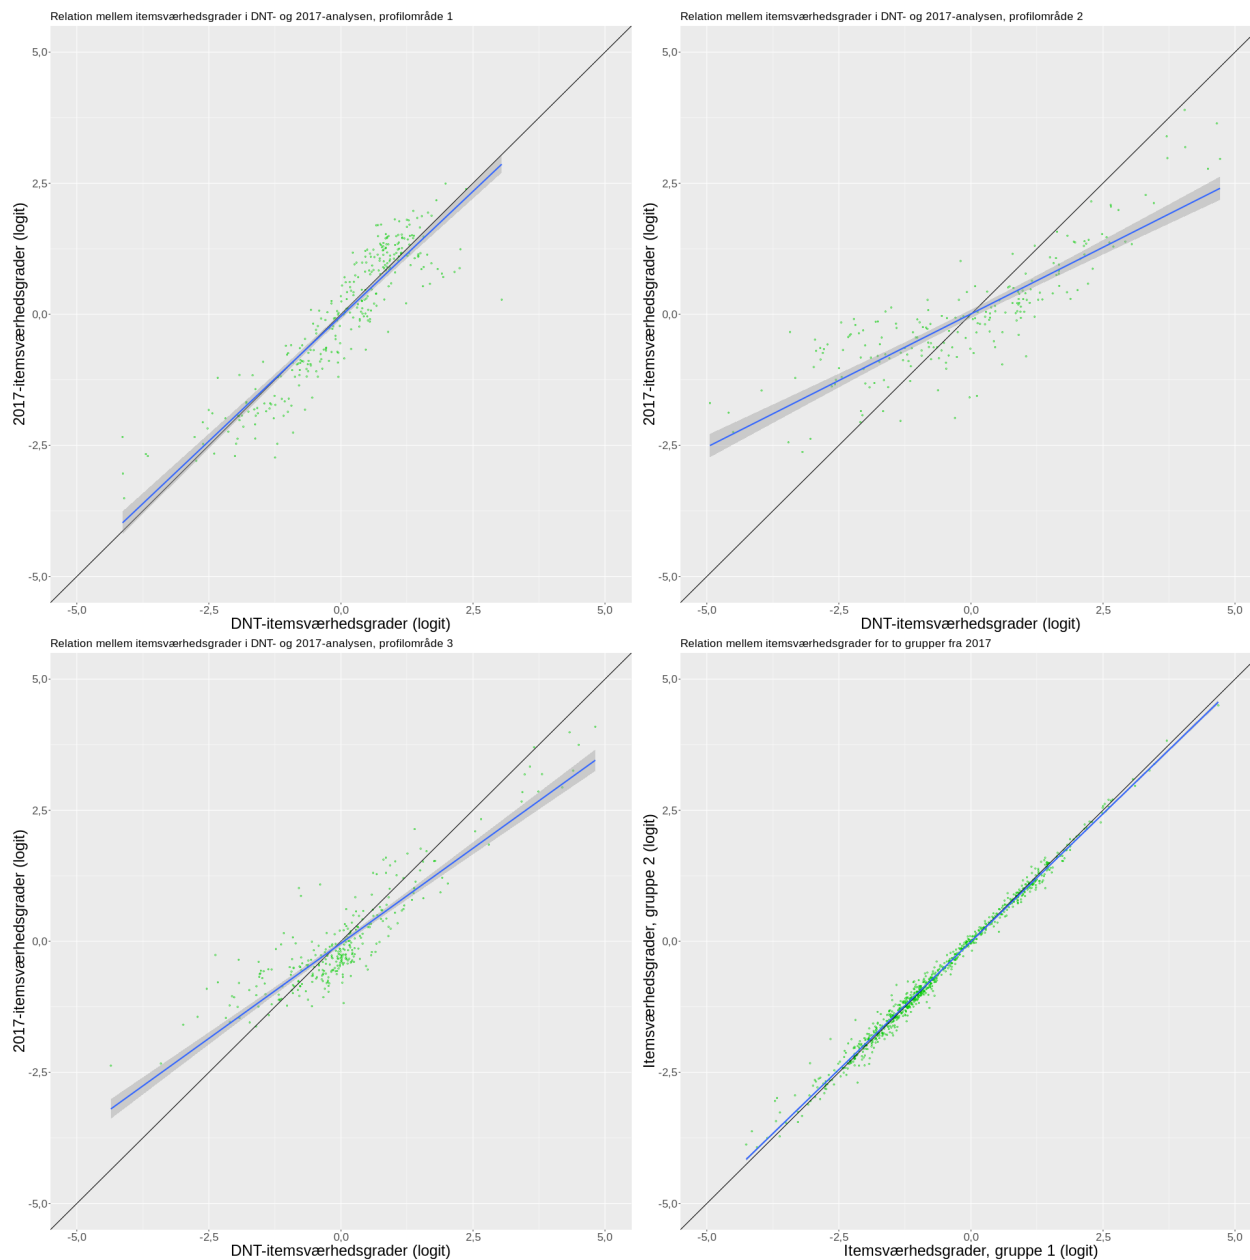 Relation mellem itemsværhedsgrader i DNT- og 2017-analysen, profilområde 1
5,0
2,5
0,0
-2,5
-5,0
2017-itemsværhedsgrader (logit)
-5,0 -2,5 0,0 2,5 5,0
DNT-itemsværhedsgrader (logit)
Relation mellem itemsværhedsgrader i DNT- og 2017-analysen, profilområde 2
5,0
2,5
0,0
-2,5
-5,0
2017-itemsværhedsgrader (logit)
-5,0 -2,5 0,0 2,5 5,0
DNT-itemsværhedsgrader (logit)
Relation mellem itemsværhedsgrader i DNT- og 2017-analysen, profilområde 3
5,0
2,5
0,0
-2,5
-5,0
2017-itemsværhedsgrader (logit)
-5,0 -2,5 0,0 2,5 5,0
DNT-itemsværhedsgrader (logit)
Relation mellem itemsværhedsgrader for to grupper fra 2017
5,0
2,5
0,0
-2,5
-5,0
Itemsværhedsgrader, gruppe 2 (logit)
-5,0 -2,5 0,0 2,5 5,0
Itemsværhedsgrader, gruppe 1 (logit)